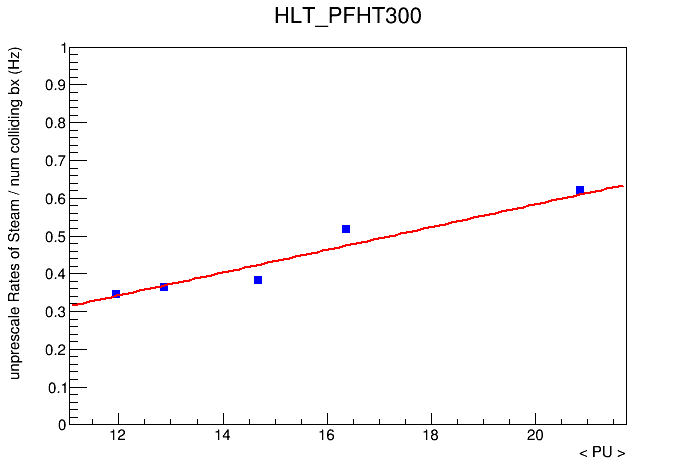 HLT_PFHT300
unprescale Rates of Steam / num colliding bx (Hz)
1
0.9
0.8
0.7
0.6
0.5
0.4
0.3
0.2
0.1
0
12 14 16 18 20
< PU >